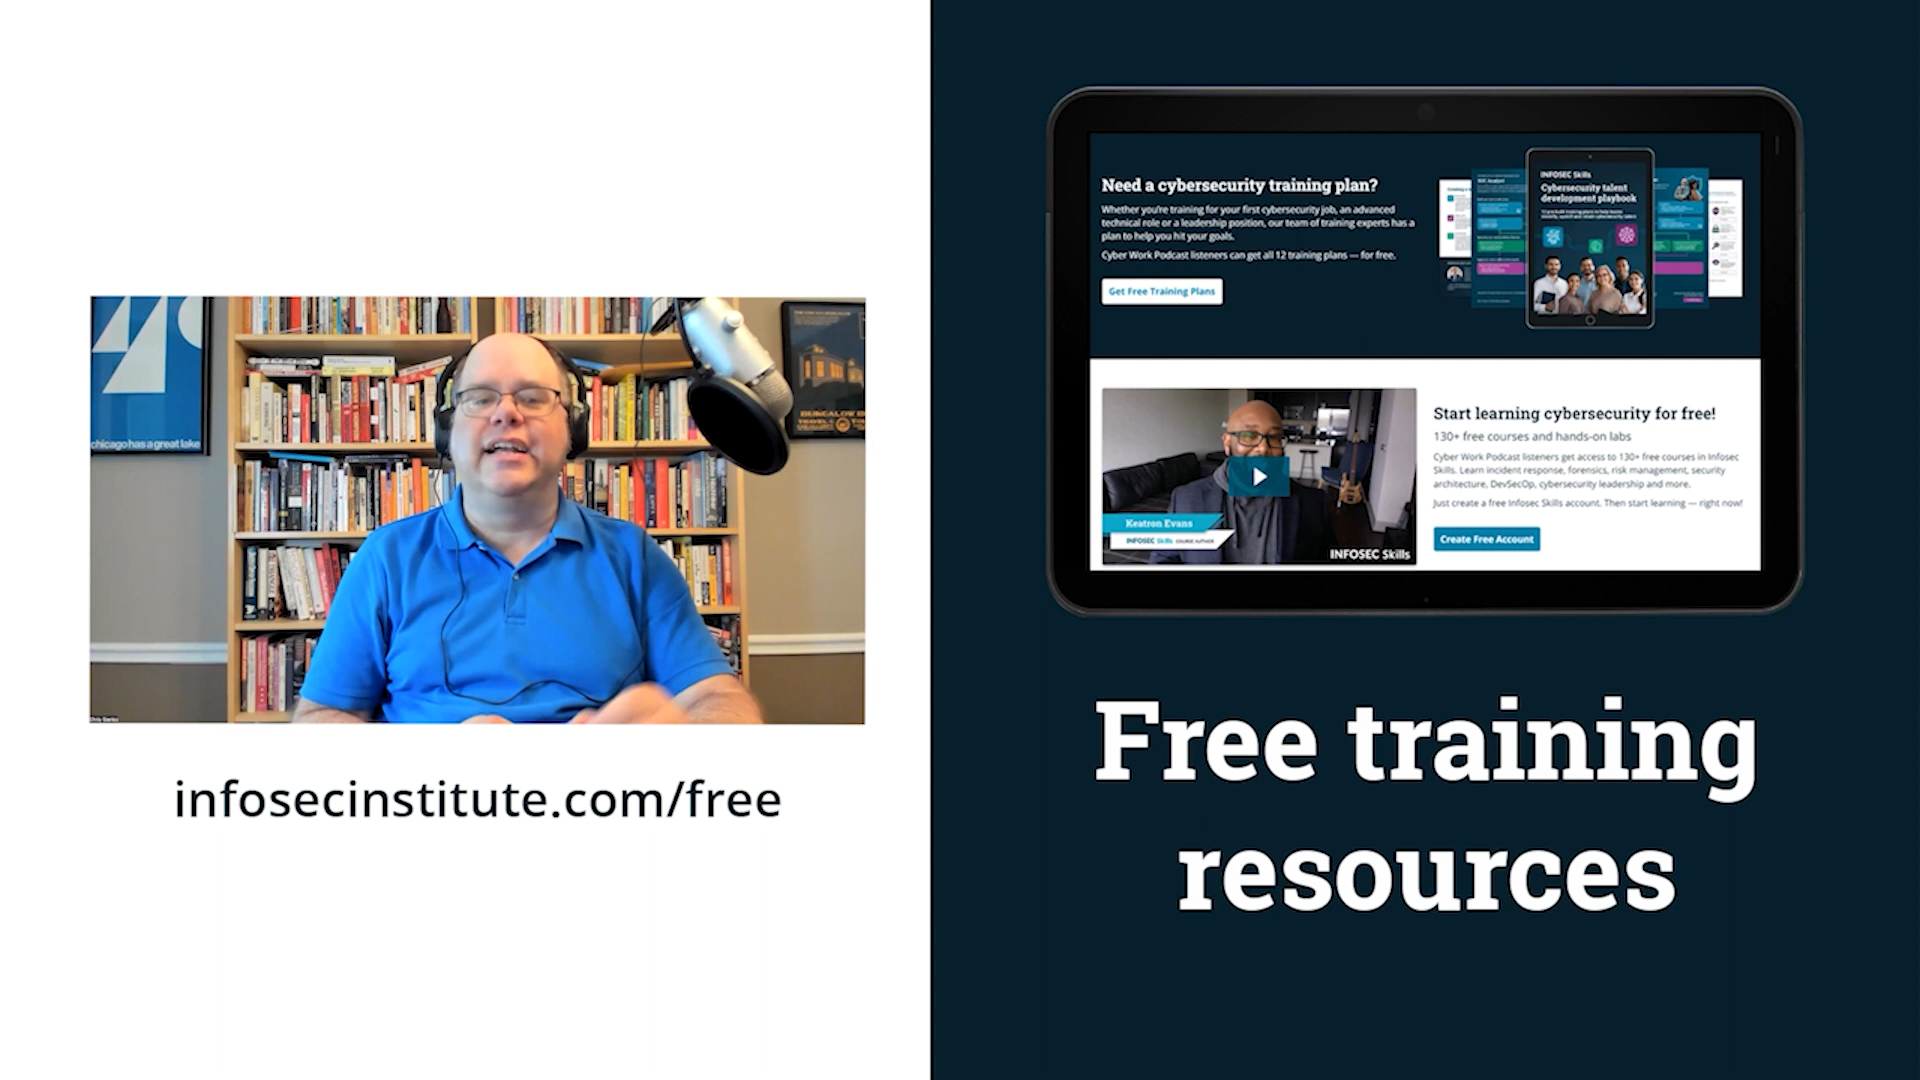 chicago has a great lake
BUNGALOW
infosecinstitute.com/free
Need a cybersecurity training plan?
Whether you're training for your first cybersecurity job, an advanced
technical role or a leadership position, our team of training experts has a
plan to help you hit your goals.
Cyber Work Podcast listeners can get all 12 training plans — for free.
Get Free Training Plans
INFOSEC Skills
Cybersecurity talent
development playbook
Keatron Evans
INFOSEC Skills COURSE AUTHOR
INFOSEC Skills
Start learning cybersecurity for free!
130+ free courses and hands-on labs
Cyber Work Podcast listeners get access to 130+ free courses in Infosec
Skills. Learn incident response, forensics, risk management, security
architecture, DevSecOp, cybersecurity leadership and more.
Just create a free Infosec Skills account. Then start learning — right now!
Create Free Account
Free training
resources